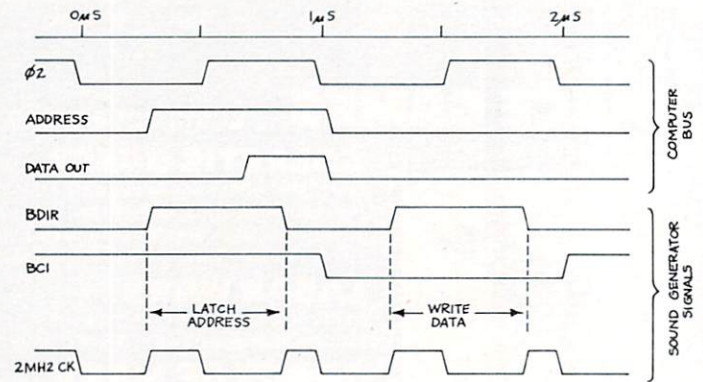 0µS 1µS 2µS
ϕ2
ADDRESS
DATA OUT
BDIR
BC1
LATCH
ADDRESS
WRITE
DATA
2MHZ CK
COMPUTER
BUS
SOUND GENERATOR
SIGNALS